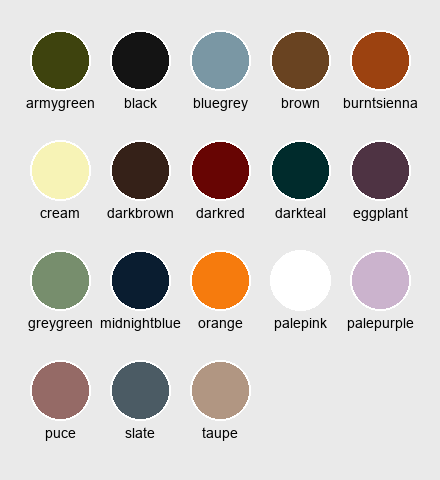 armygreen black bluegrey brown burntsienna
cream darkbrown darkred darkteal eggplant
greygreen midnightblue orange palepink palepurple
puce slate taupe